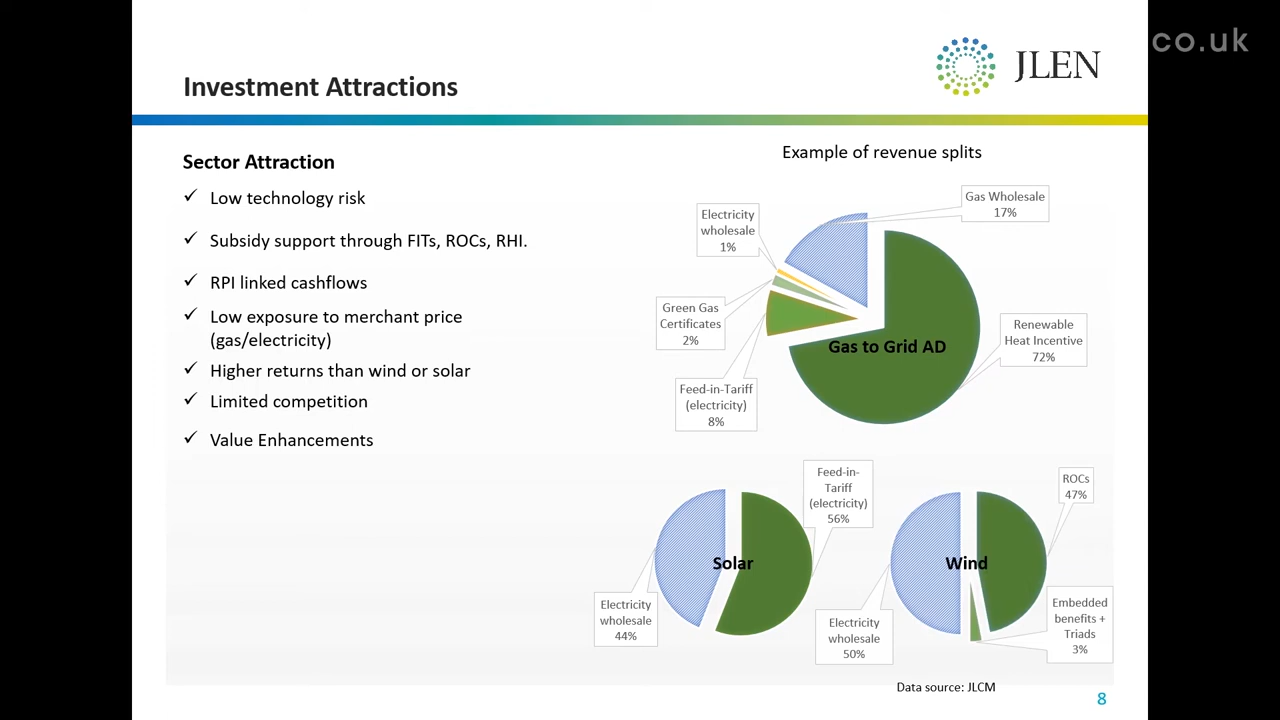 co.uk
JLEN
Investment Attractions
Sector Attraction
Low technology risk
Subsidy support through FITs, ROCs, RHI.
RPI linked cashflows
Low exposure to merchant price
(gas/electricity)
Higher returns than wind or solar
Limited competition
Value Enhancements
Example of revenue splits
Gas Wholesale
17%
Electricity
wholesale
1%
Green Gas
Certificates
2%
Renewable
Heat Incentive
72%
Gas to Grid AD
Feed-in-Tariff
(electricity)
8%
Feed-in-
Tariff
(electricity)
56%
Solar
Electricity
wholesale
44%
ROCs
47%
Wind
Embedded
benefits +
Triads
3%
Electricity
wholesale
50%
Data source: JLCM
8